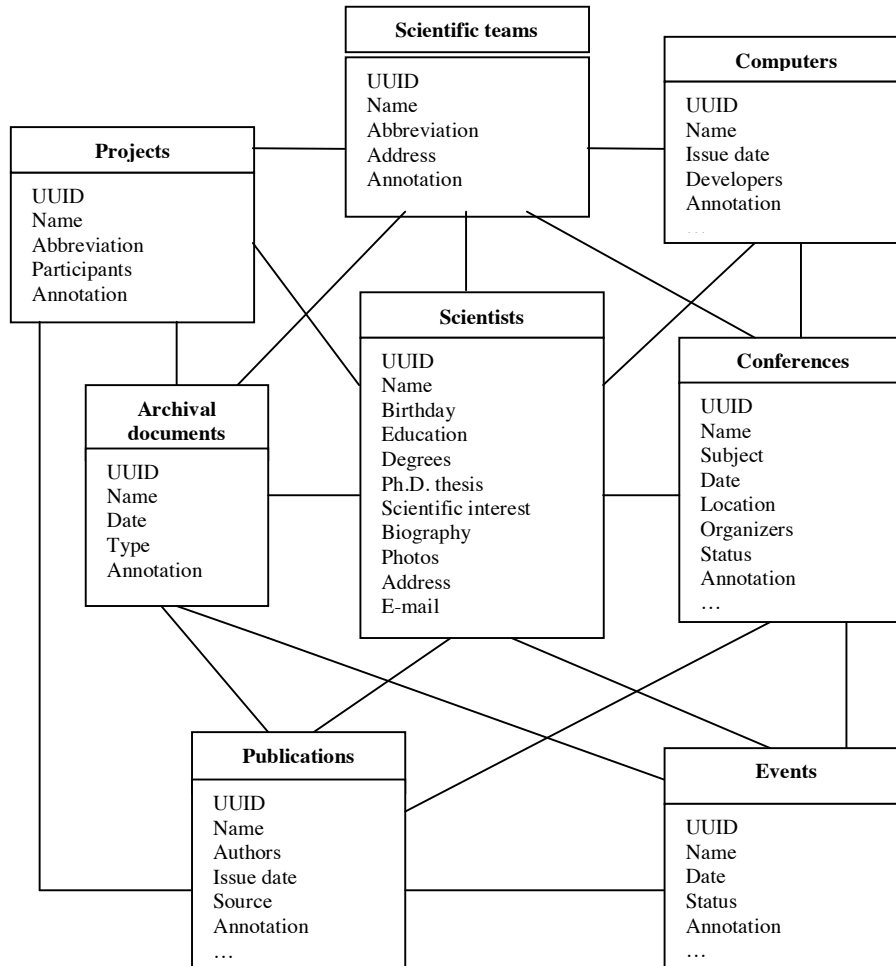 Scientific teams
UUID
Name
Abbreviation
Address
Annotation
Computers
UUID
Name
Issue date
Developers
Annotation
…
Projects
UUID
Name
Abbreviation
Participants
Annotation
Scientists
UUID
Name
Birthday
Education
Degrees
Ph.D. thesis
Scientific interest
Biography
Photos
Address
E-mail
Conferences
UUID
Name
Subject
Date
Location
Organizers
Status
Annotation
…
Archival
documents
UUID
Name
Date
Type
Annotation
Publications
UUID
Name
Authors
Issue date
Source
Annotation
…
Events
UUID
Name
Date
Status
Annotation
…